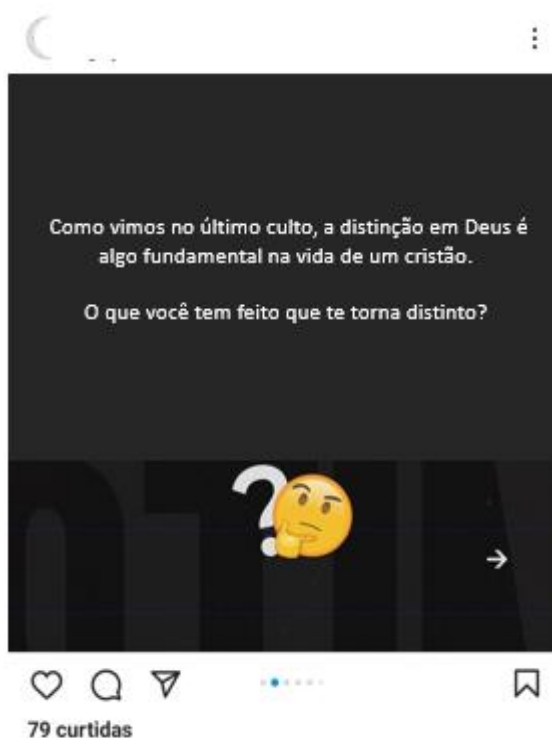 Como vimos no último culto, a distinção em Deus é
algo fundamental na vida de um cristão.
O que você tem feito que te torna distinto?
?
79 curtidas